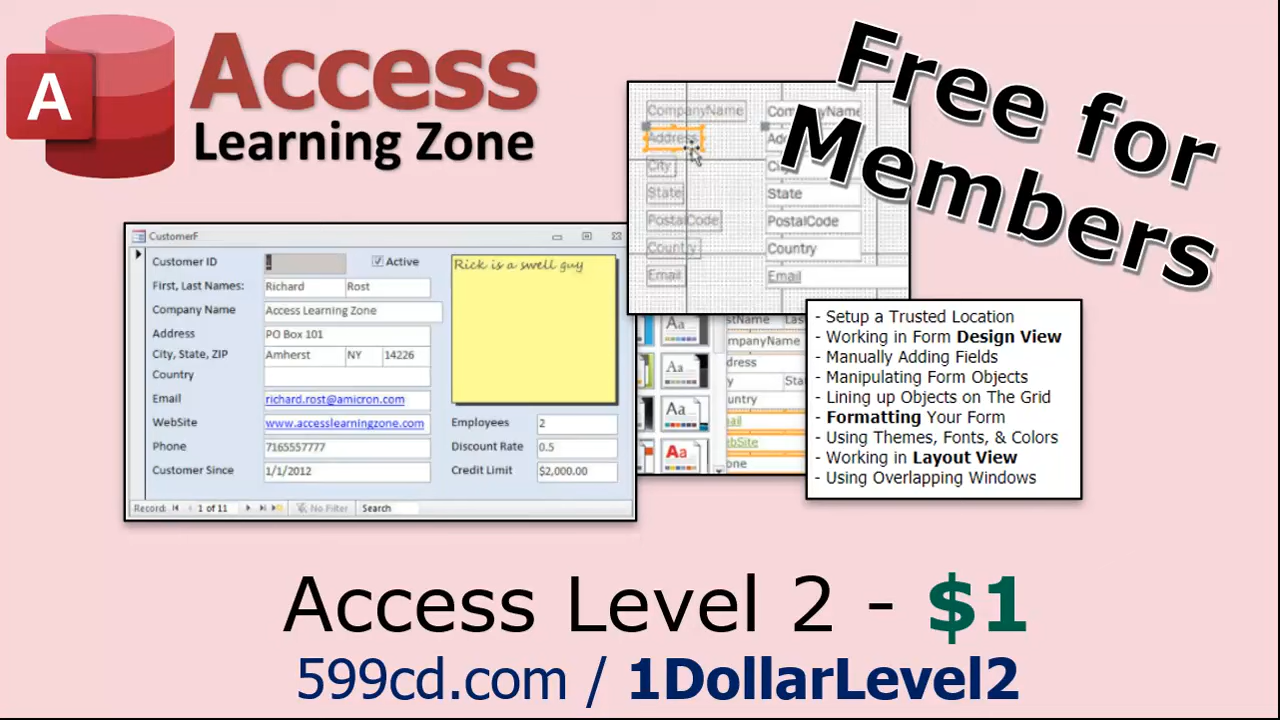 A
Access
Learning Zone
Free for
Members
CompanyName CompanyName
Address
City
State State
PostalCode PostalCode
Country Country
Email Email
CustomerF
Customer ID Active
First, Last Names: Richard Rost
Company Name Access Learning Zone
Address PO Box 101
City, State, ZIP Amherst NY 14226
Country
Email richard.rost@amicron.com
WebSite www.accesslearningzone.com
Phone 7165557777
Customer Since 1/1/2012
Rick is a swell guy
Employees 2
Discount Rate 0.5
Credit Limit $2,000.00
Record: 1 of 11 No Filter Search
Aa
Aa
Aa
Aa
- Setup a Trusted Location
- Working in Form Design View
- Manually Adding Fields
- Manipulating Form Objects
- Lining up Objects on The Grid
- Formatting Your Form
- Using Themes, Fonts, & Colors
- Working in Layout View
- Using Overlapping Windows
Access Level 2 - $1
599cd.com / 1DollarLevel2